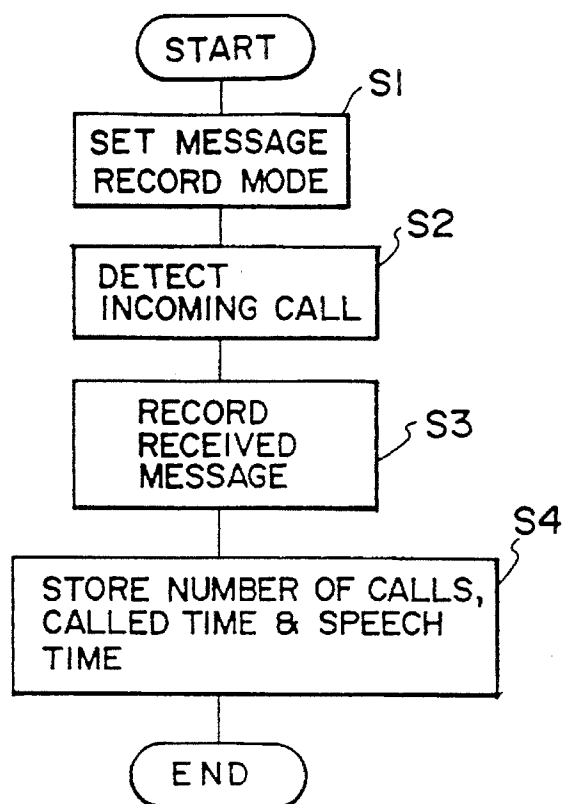 START
S1
SET MESSAGE
RECORD MODE
S2
DETECT
INCOMING CALL
RECORD
RECEIVED
MESSAGE
S3
S4
STORE NUMBER OF CALLS,
CALLED TIME & SPEECH
TIME
END